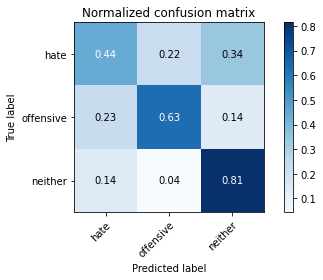 Normalized confusion matrix
True label
hate 0.44 0.22 0.34
offensive 0.23 0.63 0.14
neither 0.14 0.04 0.81
hate offensive neither
Predicted label
0.8
0.7
0.6
0.5
0.4
0.3
0.2
0.1